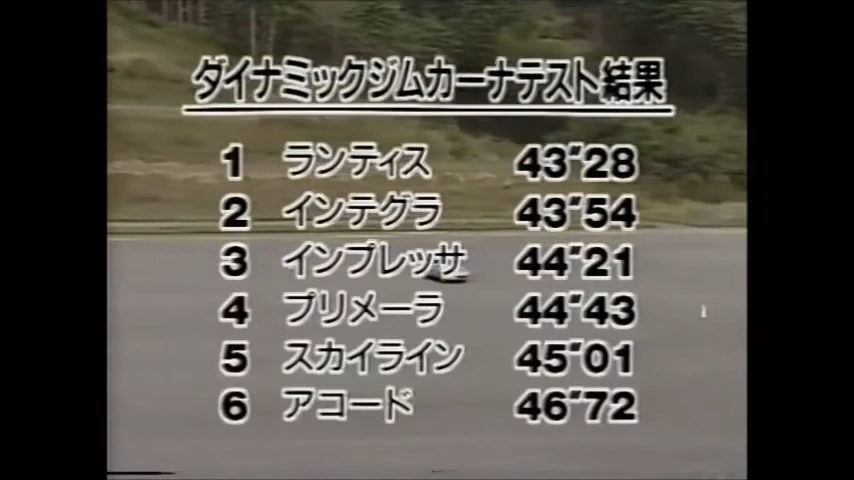 ダイナミックジムカーナテスト結果
1 ランティス 43"28
2 インテグラ 43"54
3 インプレッサ 44"21
4 プリメーラ 44"43
5 スカイライン 45"01
6 アコード 46"72